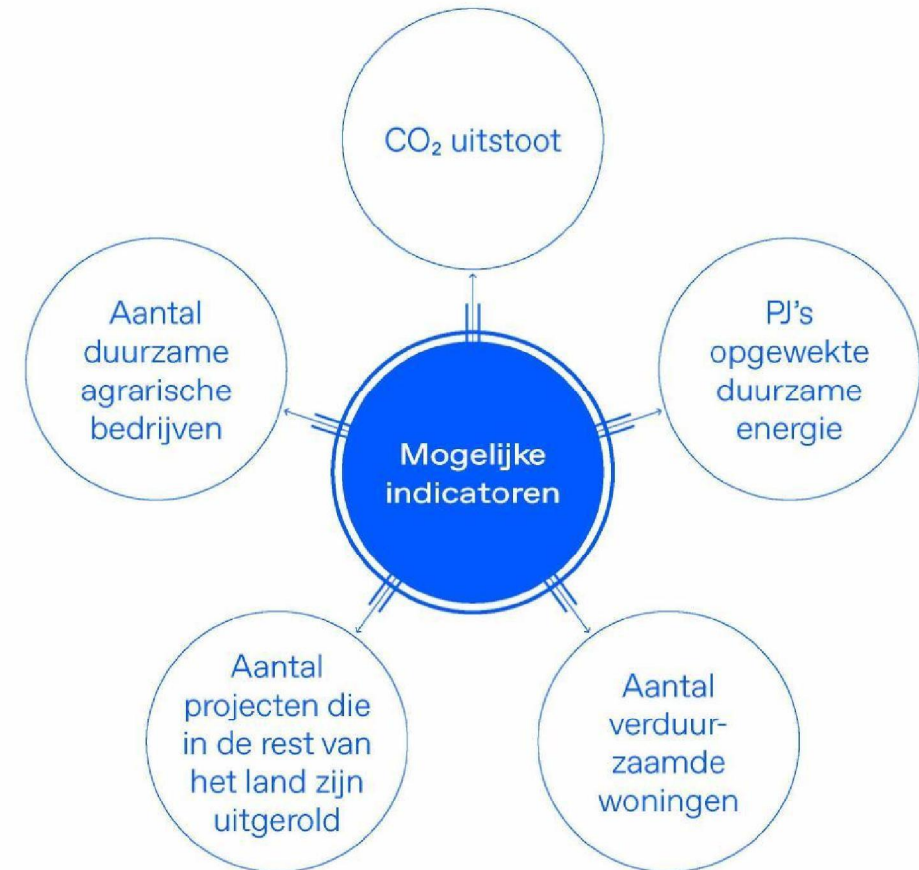 CO₂ uitstoot
PJ's
opgewekte
duurzame
energie
Aantal
verduur-
zaamde
woningen
Aantal
projecten die
in de rest van
het land zijn
uitgerold
Aantal
duurzame
agrarische
bedrijven
Mogelijke
indicatoren